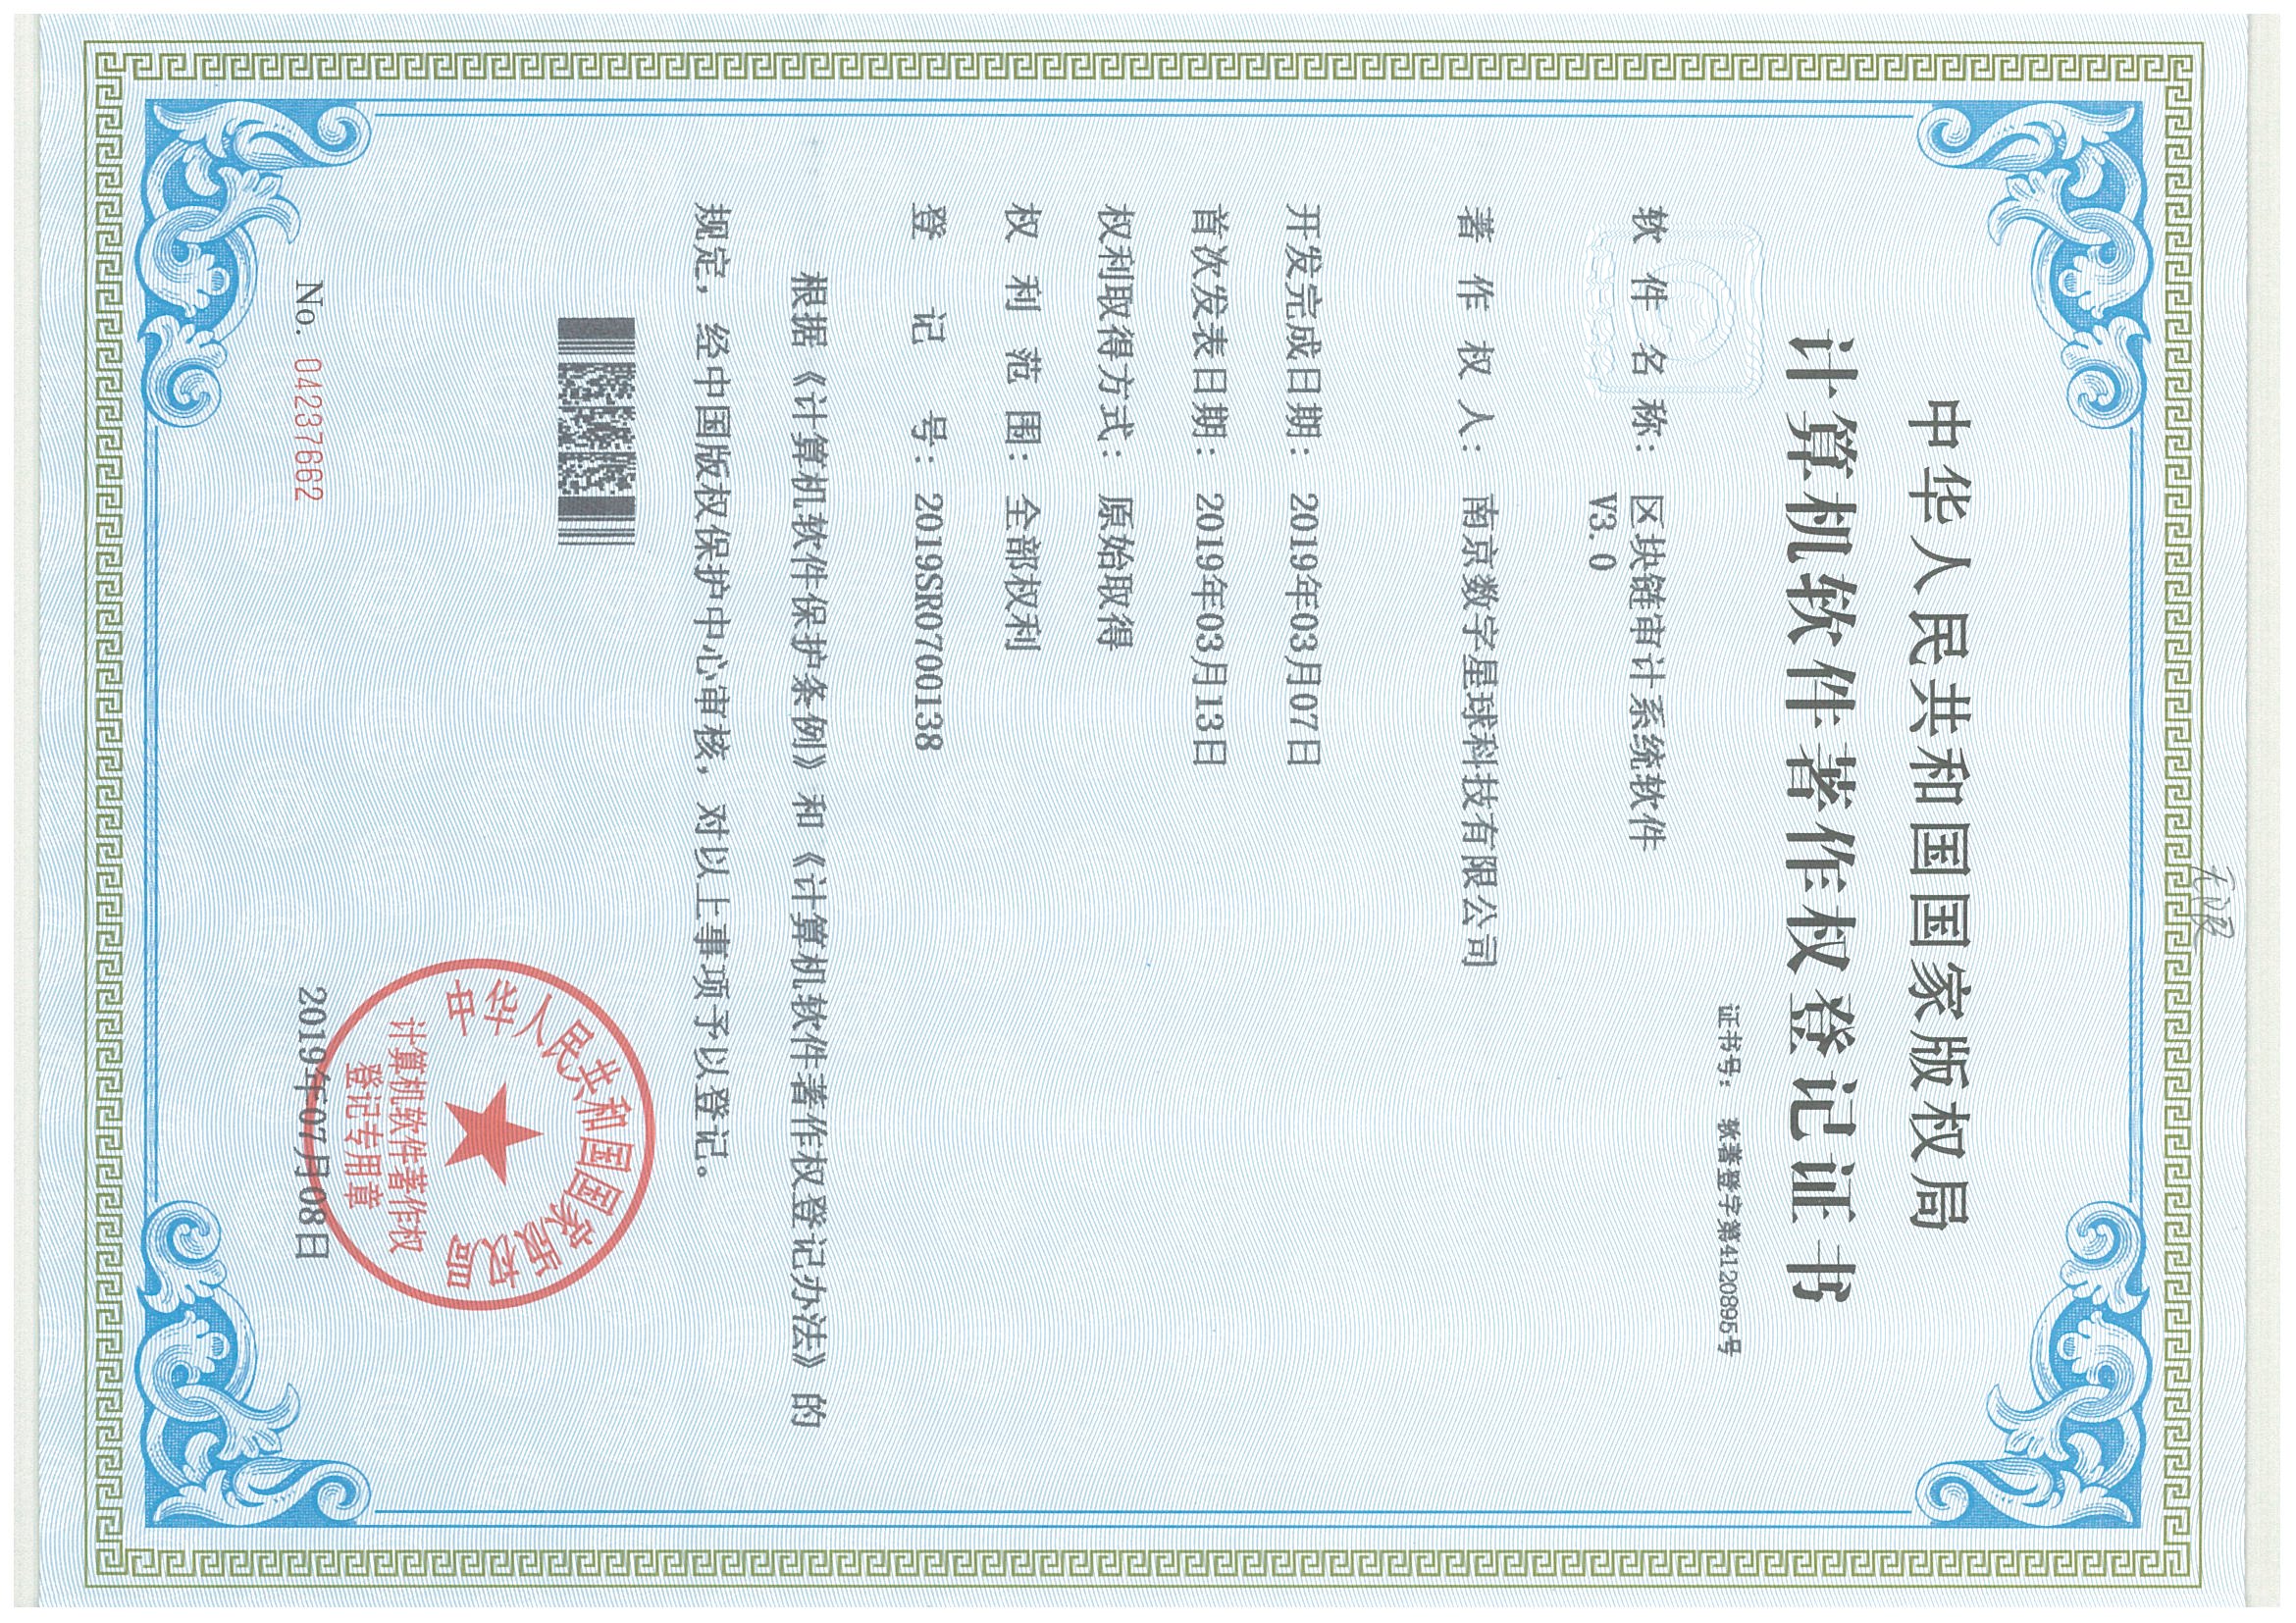 无限
中华人民共和国国家版权局
计算机软件著作权登记证书
证书号： 软著登字第4120895号
软件名称： 区块链审计系统软件
V3.0
著作权人： 南京数字星球科技有限公司
开发完成日期： 2019年03月07日
首次发表日期： 2019年03月13日
权利取得方式： 原始取得
权利范围： 全部权利
登记号： 2019SR0700138
根据《计算机软件保护条例》和《计算机软件著作权登记办法》的
规定，经中国版权保护中心审核，对以上事项予以登记。
中华人民共和国国家版权局
计算机软件著作权
登记专用章
No. 04237662
2019年07月08日